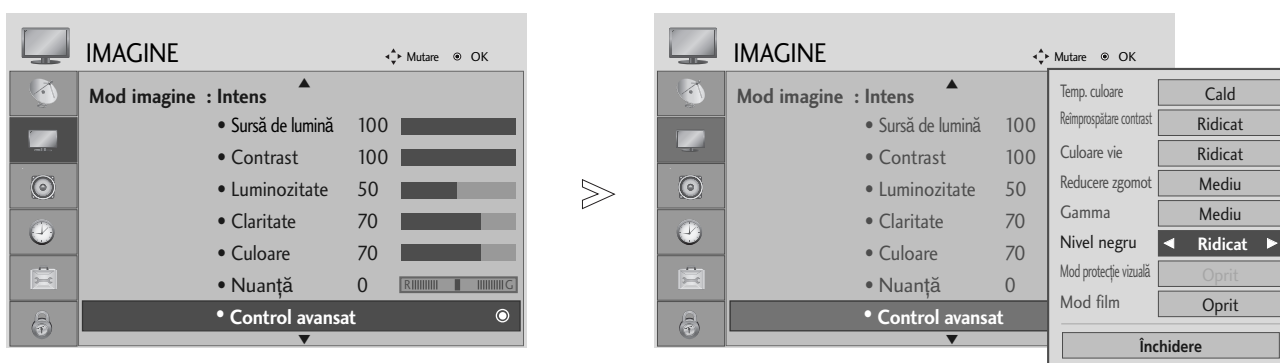 IMAGINE
Mutare OK
Mod imagine : Intens
• Sursă de lumină 100
• Contrast 100
• Luminozitate 50
• Claritate 70
• Culoare 70
• Nuanță 0 R G
• Control avansat
IMAGINE
Mutare OK
Mod imagine : Intens
• Sursă de lumină 100
• Contrast 100
• Luminozitate 50
• Claritate 70
• Culoare 70
• Nuanță 0
• Control avansat
Temp. culoare Cald
Reîmprospătare contrast Ridicat
Culoare vie Ridicat
Reducere zgomot Mediu
Gamma Mediu
Nivel negru Ridicat
Mod protecţie vizuală Oprit
Mod film Oprit
Închidere